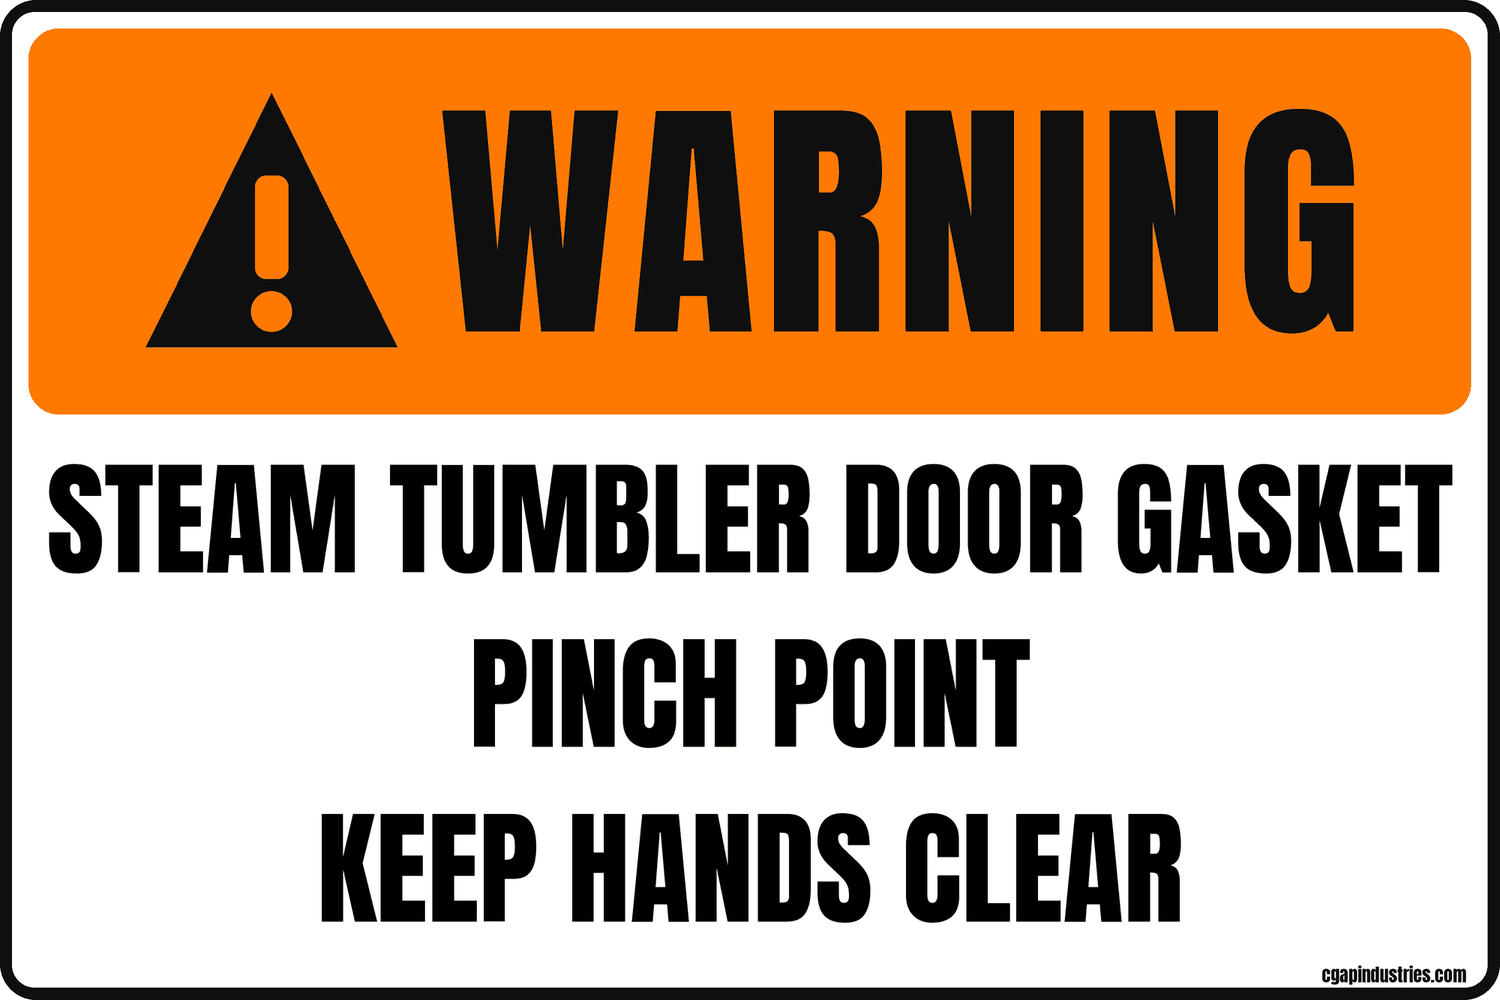 WARNING
STEAM TUMBLER DOOR GASKET
PINCH POINT
KEEP HANDS CLEAR
cgapindustries.com